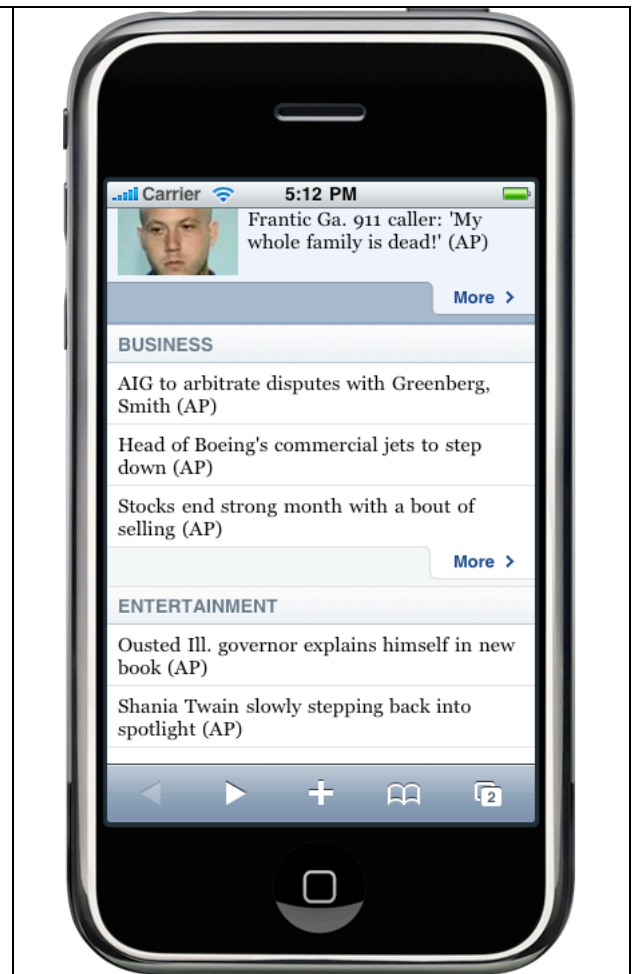 Carrier 5:12 PM
Frantic Ga. 911 caller: 'My
whole family is dead!' (AP)
More >
BUSINESS
AIG to arbitrate disputes with Greenberg,
Smith (AP)
Head of Boeing's commercial jets to step
down (AP)
Stocks end strong month with a bout of
selling (AP)
More >
ENTERTAINMENT
Ousted Ill. governor explains himself in new
book (AP)
Shania Twain slowly stepping back into
spotlight (AP)
2